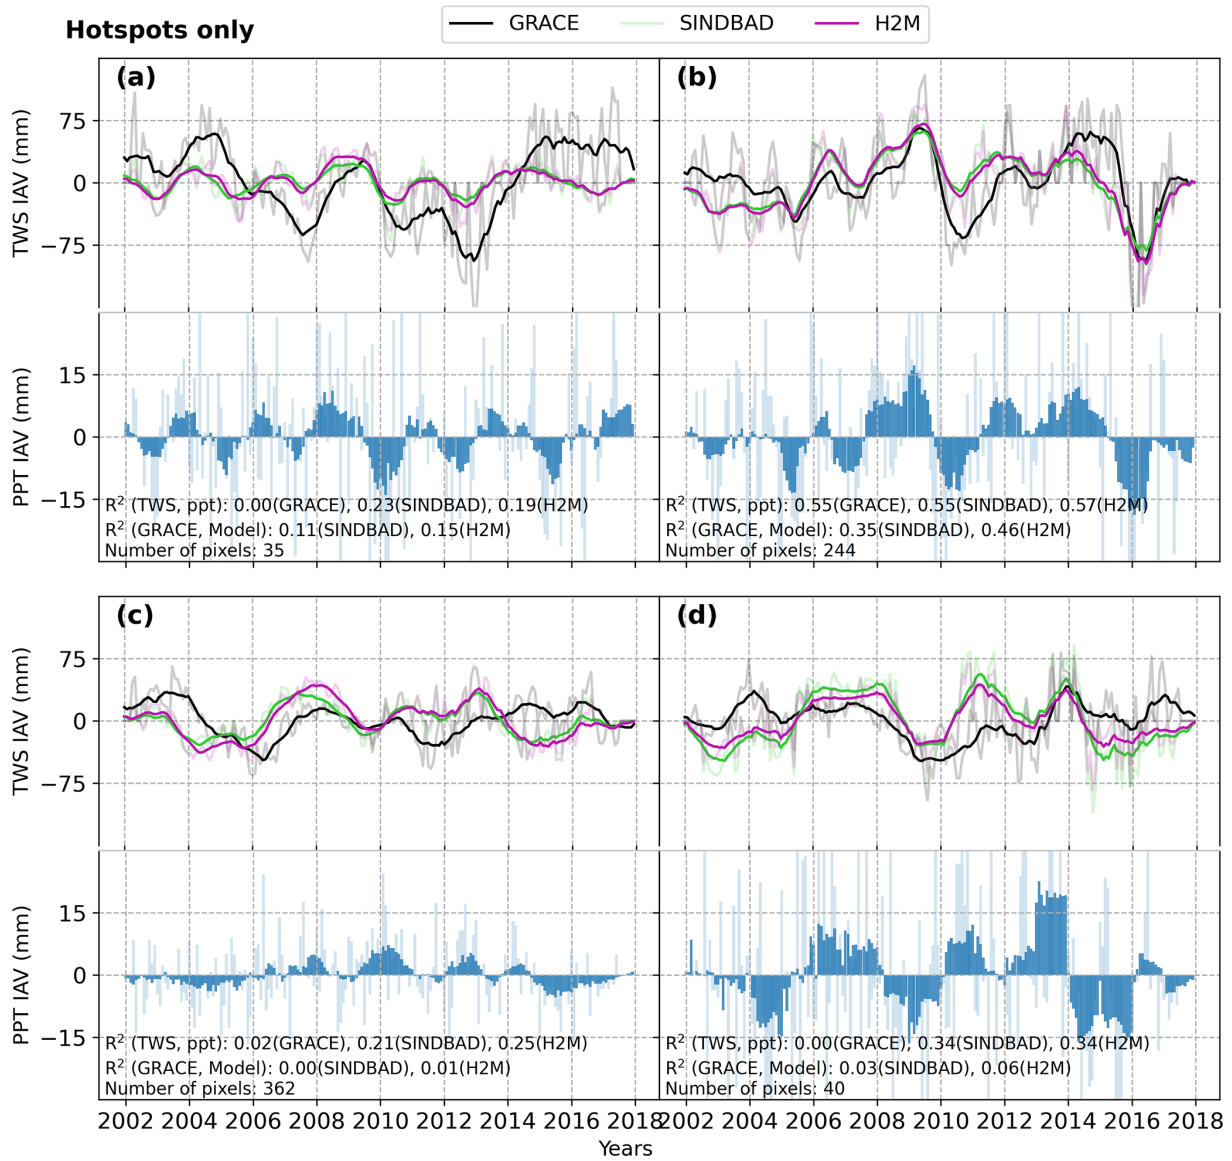 Hotspots only
GRACE SINDBAD H2M
(a) (b)
TWS IAV (mm)
75
0
−75
PPT IAV (mm)
15
0
−15
R² (TWS, ppt): 0.00(GRACE), 0.23(SINDBAD), 0.19(H2M)
R² (GRACE, Model): 0.11(SINDBAD), 0.15(H2M)
Number of pixels: 35
R² (TWS, ppt): 0.55(GRACE), 0.55(SINDBAD), 0.57(H2M)
R² (GRACE, Model): 0.35(SINDBAD), 0.46(H2M)
Number of pixels: 244
(c) (d)
TWS IAV (mm)
75
0
−75
PPT IAV (mm)
15
0
−15
R² (TWS, ppt): 0.02(GRACE), 0.21(SINDBAD), 0.25(H2M)
R² (GRACE, Model): 0.00(SINDBAD), 0.01(H2M)
Number of pixels: 362
R² (TWS, ppt): 0.00(GRACE), 0.34(SINDBAD), 0.34(H2M)
R² (GRACE, Model): 0.03(SINDBAD), 0.06(H2M)
Number of pixels: 40
2002 2004 2006 2008 2010 2012 2014 2016 2018 2002 2004 2006 2008 2010 2012 2014 2016 2018
Years